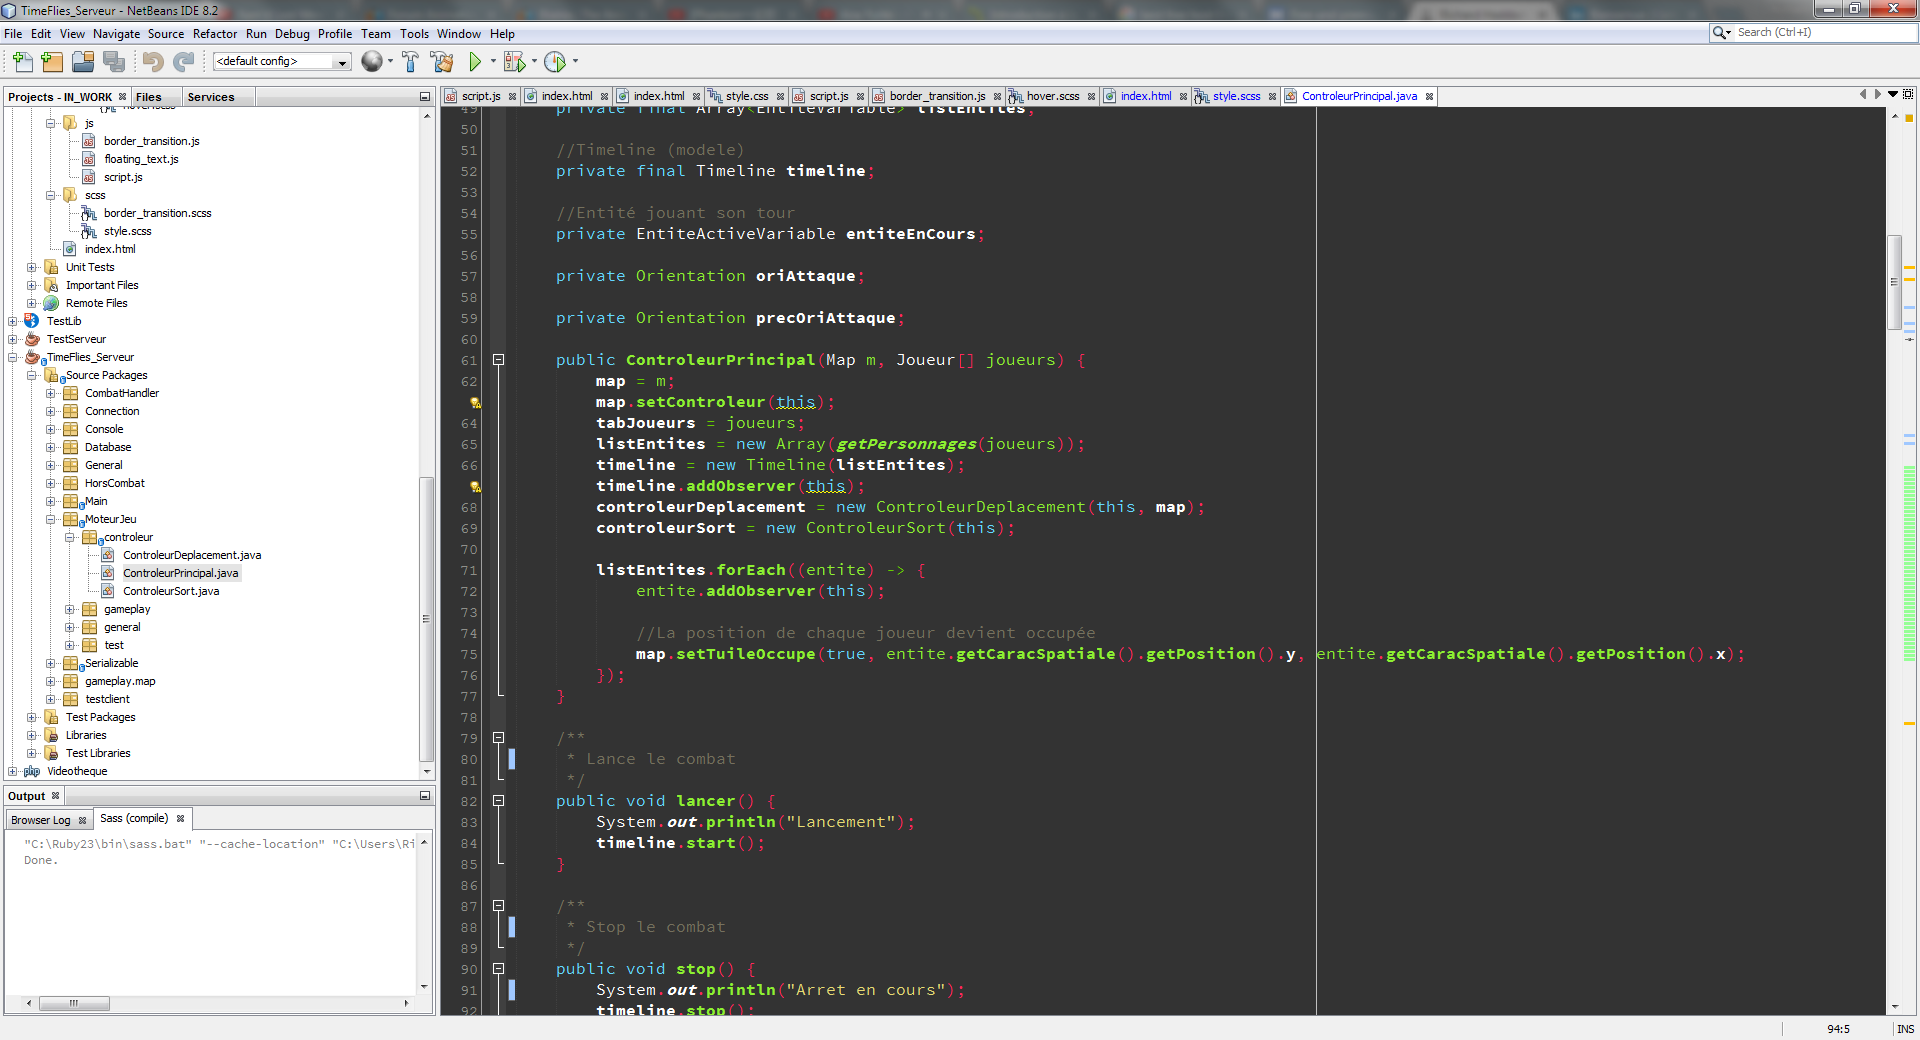 TimeFlies_Serveur - NetBeans IDE 8.2
File Edit View Navigate Source Refactor Run Debug Profile Team Tools Window Help
Search (Ctrl+I)
<default config>
Projects - IN_WORK Files Services
js
border_transition.js
floating_text.js
script.js
scss
border_transition.scss
style.scss
index.html
Unit Tests
Important Files
Remote Files
TestLib
TestServeur
TimeFlies_Serveur
Source Packages
CombatHandler
Connection
Console
Database
General
HorsCombat
Main
MoteurJeu
controleur
ControleurDeplacement.java
ControleurPrincipal.java
ControleurSort.java
gameplay
general
test
Serializable
gameplay.map
testclient
Test Packages
Libraries
Test Libraries
php Videotheque
Output
Browser Log Sass (compile)
"C:\Ruby23\bin\sass.bat" "--cache-location" "C:\Users\Ri
Done.
script.js index.html index.html style.css script.js border_transition.js hover.scss index.html style.scss ControleurPrincipal.java
49 private final Array<EntiteVariable> listEntites;
50
51 //Timeline (modele)
52 private final Timeline timeline;
53
54 //Entité jouant son tour
55 private EntiteActiveVariable entiteEnCours;
56
57 private Orientation oriAttaque;
58
59 private Orientation precOriAttaque;
60
61 public ControleurPrincipal(Map m, Joueur[] joueurs) {
62 map = m;
map.setControleur(this);
64 tabJoueurs = joueurs;
65 listEntites = new Array(getPersonnages(joueurs));
66 timeline = new Timeline(listEntites);
timeline.addObserver(this);
68 controleurDeplacement = new ControleurDeplacement(this, map);
69 controleurSort = new ControleurSort(this);
70
71 listEntites.forEach((entite) -> {
72 entite.addObserver(this);
73
74 //La position de chaque joueur devient occupée
75 map.setTuileOccupe(true, entite.getCaracSpatiale().getPosition().y, entite.getCaracSpatiale().getPosition().x);
76 });
77 }
78
79 /**
80 * Lance le combat
81 */
82 public void lancer() {
83 System.out.println("Lancement");
84 timeline.start();
85 }
86
87 /**
88 * Stop le combat
89 */
90 public void stop() {
91 System.out.println("Arret en cours");
92 timeline.stop();
94:5 INS